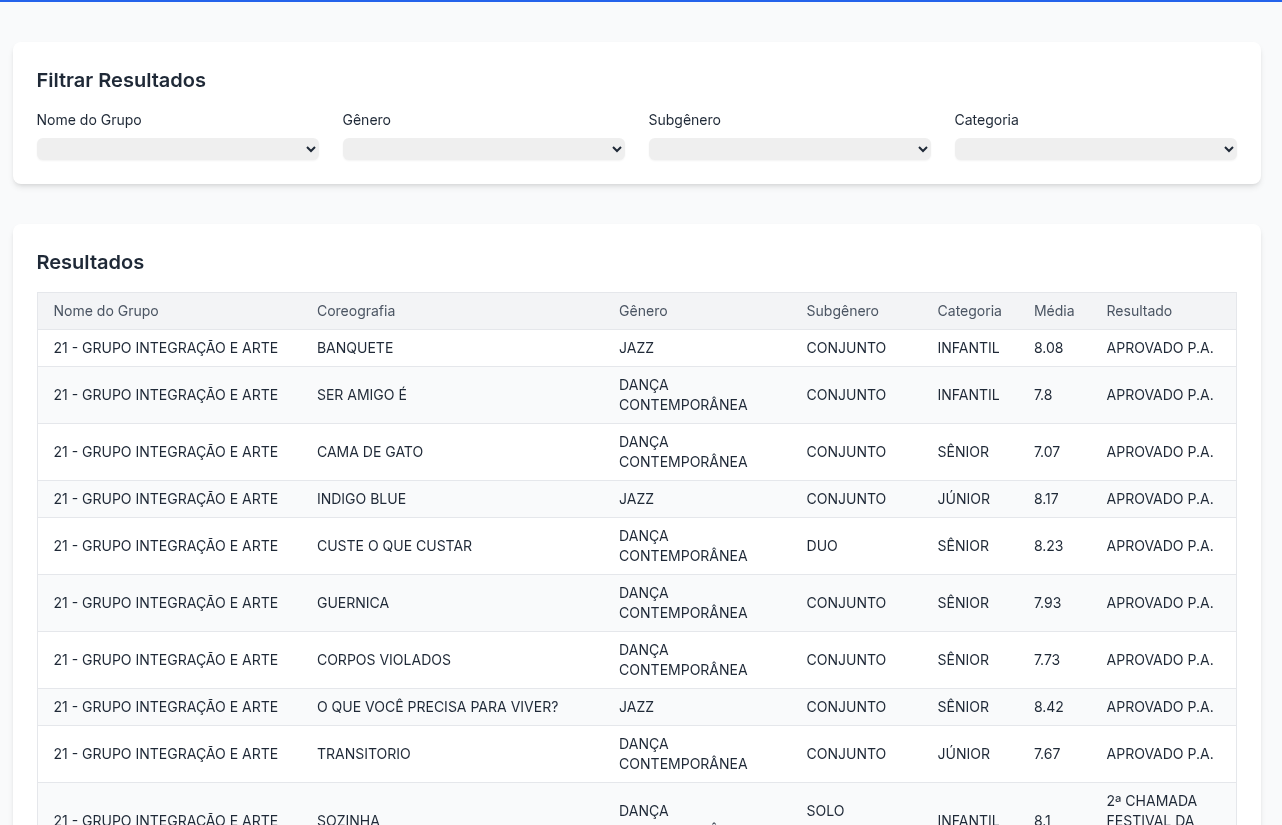 Filtrar Resultados
Nome do Grupo Gênero Subgênero Categoria
Resultados
Nome do Grupo Coreografia Gênero Subgênero Categoria Média Resultado
21 - GRUPO INTEGRAÇÃO E ARTE BANQUETE JAZZ CONJUNTO INFANTIL 8.08 APROVADO P.A.
21 - GRUPO INTEGRAÇÃO E ARTE SER AMIGO É DANÇA CONTEMPORÂNEA CONJUNTO INFANTIL 7.8 APROVADO P.A.
21 - GRUPO INTEGRAÇÃO E ARTE CAMA DE GATO DANÇA CONTEMPORÂNEA CONJUNTO SÊNIOR 7.07 APROVADO P.A.
21 - GRUPO INTEGRAÇÃO E ARTE INDIGO BLUE JAZZ CONJUNTO JÚNIOR 8.17 APROVADO P.A.
21 - GRUPO INTEGRAÇÃO E ARTE CUSTE O QUE CUSTAR DANÇA CONTEMPORÂNEA DUO SÊNIOR 8.23 APROVADO P.A.
21 - GRUPO INTEGRAÇÃO E ARTE GUERNICA DANÇA CONTEMPORÂNEA CONJUNTO SÊNIOR 7.93 APROVADO P.A.
21 - GRUPO INTEGRAÇÃO E ARTE CORPOS VIOLADOS DANÇA CONTEMPORÂNEA CONJUNTO SÊNIOR 7.73 APROVADO P.A.
21 - GRUPO INTEGRAÇÃO E ARTE O QUE VOCÊ PRECISA PARA VIVER? JAZZ CONJUNTO SÊNIOR 8.42 APROVADO P.A.
21 - GRUPO INTEGRAÇÃO E ARTE TRANSITORIO DANÇA CONTEMPORÂNEA CONJUNTO JÚNIOR 7.67 APROVADO P.A.
21 - GRUPO INTEGRAÇÃO E ARTE SOZINHA DANÇA SOLO INFANTIL 8.1 2ª CHAMADA FESTIVAL DA